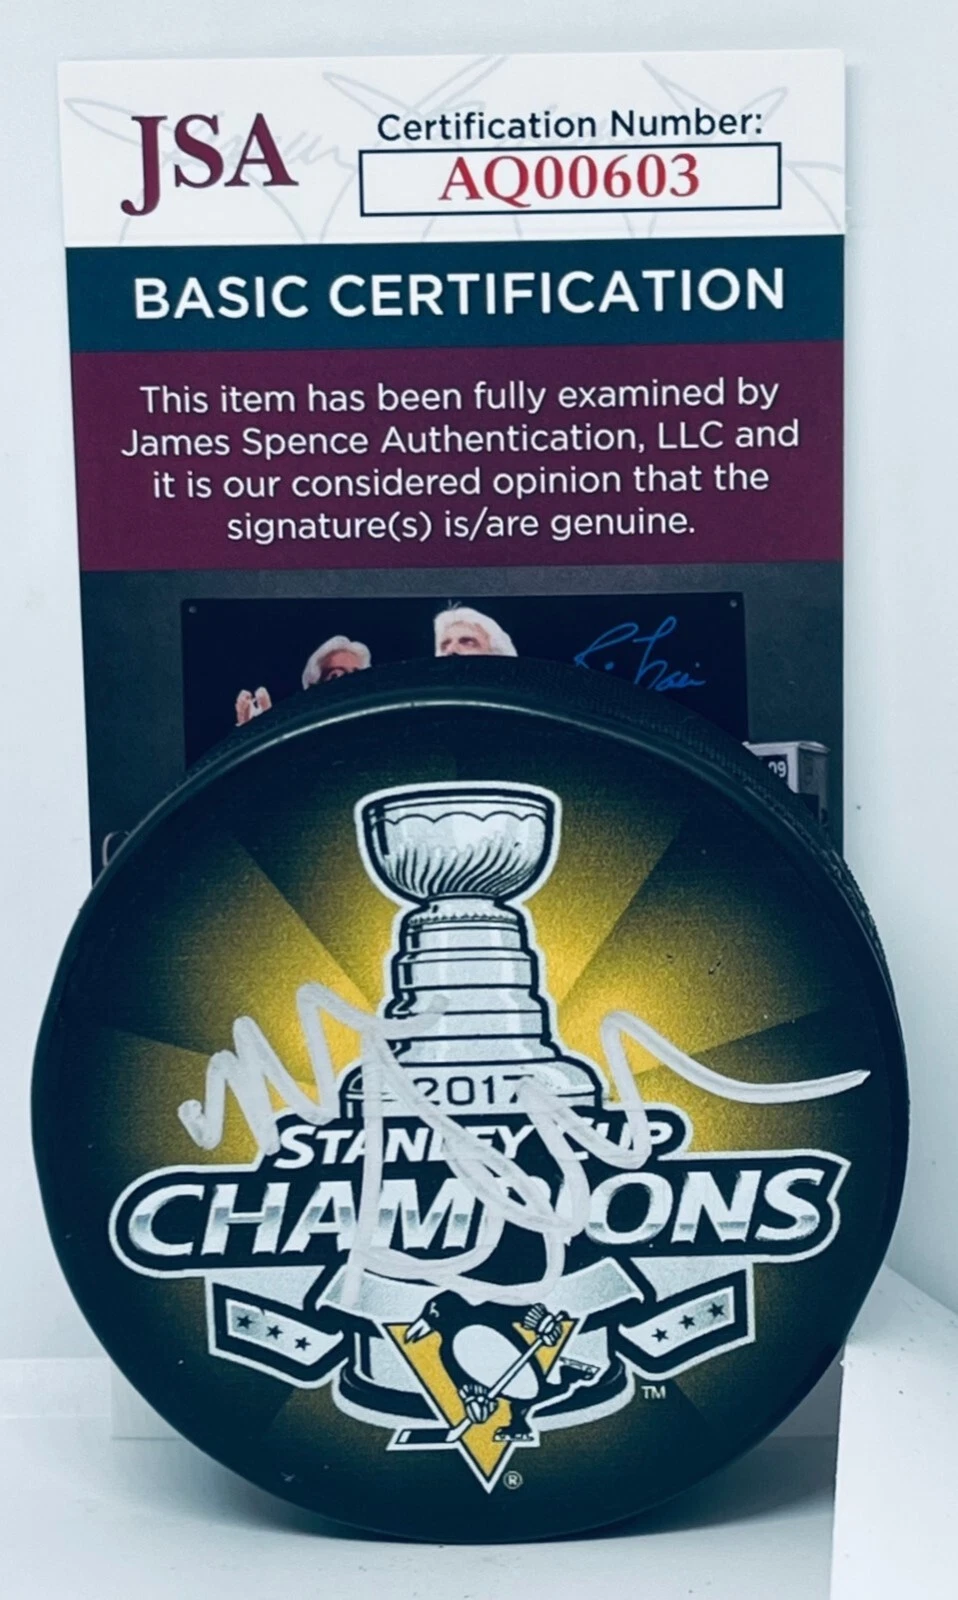 JSA
Certification Number:
AQ00603
BASIC CERTIFICATION
This item has been fully examined by
James Spence Authentication, LLC and
it is our considered opinion that the
signature(s) is/are genuine.
09
2017
STANLEY CUP
CHAMPIONS
TM
®